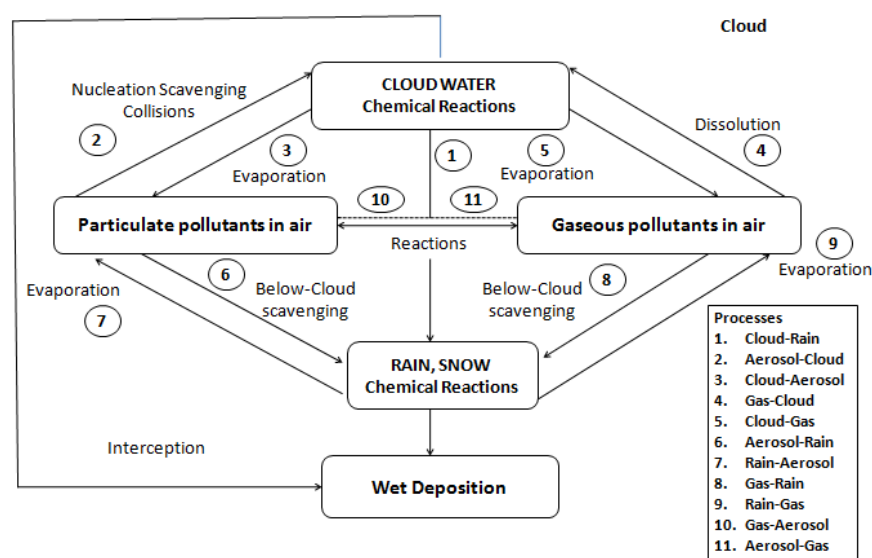 Cloud
CLOUD WATER
Chemical Reactions
Nucleation Scavenging
Collisions
2
3
Evaporation
1
5
Evaporation
Dissolution
4
10
11
Particulate pollutants in air
Gaseous pollutants in air
Reactions
9
Evaporation
6
Evaporation
7
Below-Cloud
scavenging
Below-Cloud
scavenging
8
RAIN, SNOW
Chemical Reactions
Interception
Wet Deposition
Processes
1. Cloud-Rain
2. Aerosol-Cloud
3. Cloud-Aerosol
4. Gas-Cloud
5. Cloud-Gas
6. Aerosol-Rain
7. Rain-Aerosol
8. Gas-Rain
9. Rain-Gas
10. Gas-Aerosol
11. Aerosol-Gas